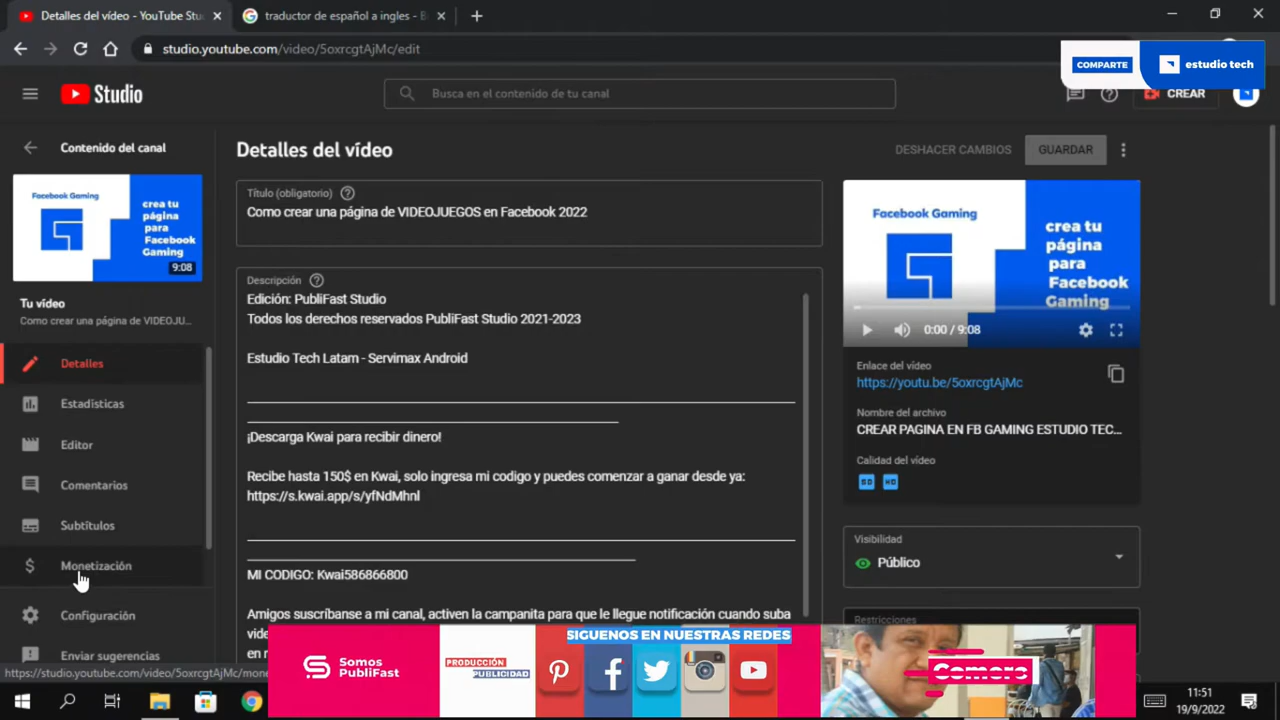 Detalles del vídeo - YouTube Stu
traductor de español a ingles - B
studio.youtube.com/video/5oxrcgtAjMc/edit
COMPARTE
estudio tech
Studio
Busca en el contenido de tu canal
CREAR
Contenido del canal
Detalles del vídeo
DESHACER CAMBIOS
GUARDAR
Facebook Gaming
crea tu
página
para
Facebook
Gaming
9:08
Tu vídeo
Como crear una página de VIDEOJU...
Detalles
Estadísticas
Editor
Comentarios
Subtítulos
Monetización
Configuración
Enviar sugerencias
https://studio.youtube.com/video/5oxrcgtAjMc/mone
Título (obligatorio)
Como crear una página de VIDEOJUEGOS en Facebook 2022
Descripción
Edición: PubliFast Studio
Todos los derechos reservados PubliFast Studio 2021-2023
Estudio Tech Latam - Servimax Android
¡Descarga Kwai para recibir dinero!
Recibe hasta 150$ en Kwai, solo ingresa mi codigo y puedes comenzar a ganar desde ya:
https://s.kwai.app/s/yfNdMhnl
MI CODIGO: Kwai586866800
Amigos suscríbanse a mi canal, activen la campanita para que le llegue notificación cuando suba
Facebook Gaming
crea tu
página
para
Facebook
Gaming
0:00 / 9:08
Enlace del vídeo
https://youtu.be/5oxrcgtAjMc
Nombre del archivo
CREAR PAGINA EN FB GAMING ESTUDIO TEC...
Calidad del vídeo
SD HD
Visibilidad
Público
Restricciones
Somos
PubliFast
PRODUCCIÓN
PUBLICIDAD
SIGUENOS EN NUESTRAS REDES
Comerc
11:51
19/9/2022